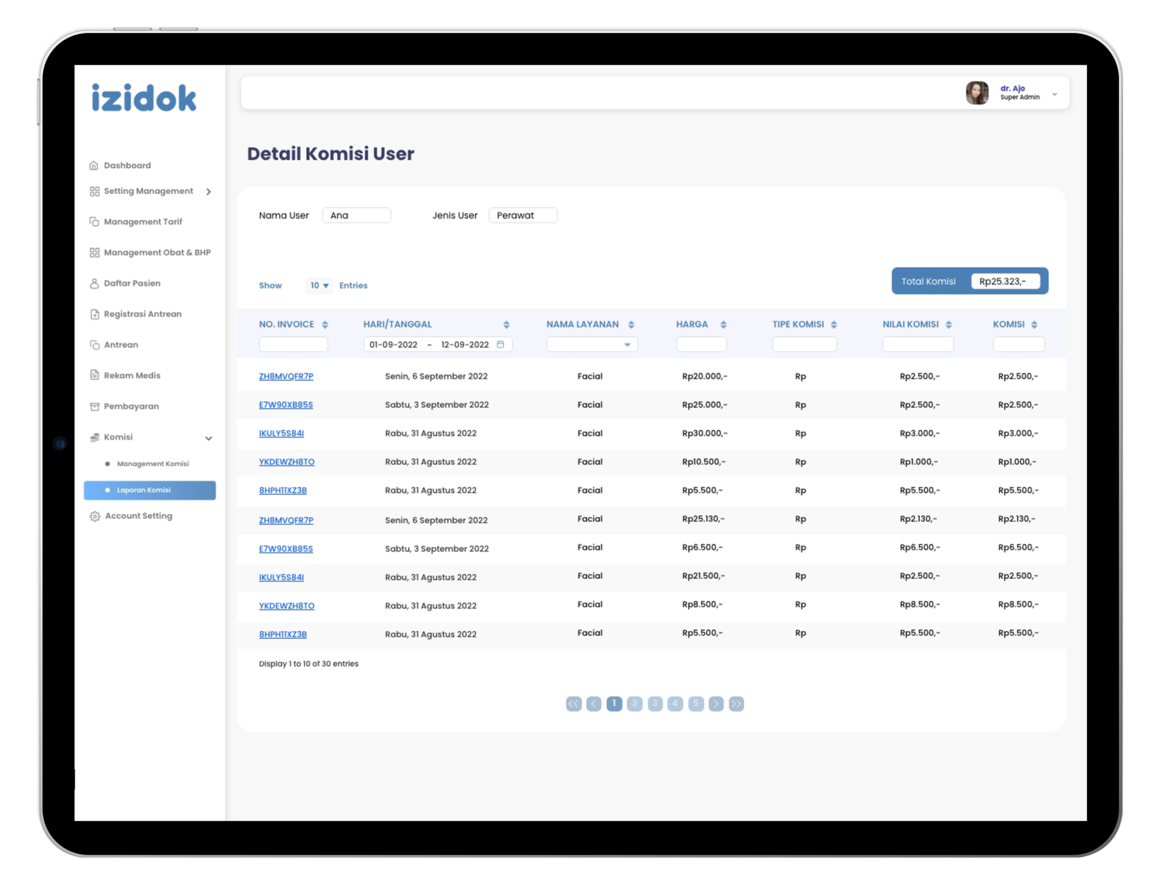 izidok
dr. Ajo
Super Admin
Detail Komisi User
Dashboard
Setting Management
Management Tarif
Management Obat & BHP
Daftar Pasien
Registrasi Antrean
Antrean
Rekam Medis
Pembayaran
Komisi
Management Komisi
Laporan Komisi
Account Setting
Nama User Ana Jenis User Perawat
Show 10 Entries Total Komisi Rp25.323,-
NO. INVOICE HARI/TANGGAL NAMA LAYANAN HARGA TIPE KOMISI NILAI KOMISI KOMISI
01-09-2022 - 12-09-2022
ZH8MVQFR7P Senin, 6 September 2022 Facial Rp20.000,- Rp Rp2.500,- Rp2.500,-
E7W90XB85S Sabtu, 3 September 2022 Facial Rp25.000,- Rp Rp2.500,- Rp2.500,-
IKULY5S84I Rabu, 31 Agustus 2022 Facial Rp30.000,- Rp Rp3.000,- Rp3.000,-
YKDEWZH8TO Rabu, 31 Agustus 2022 Facial Rp10.500,- Rp Rp1.000,- Rp1.000,-
8HPH11XZ3B Rabu, 31 Agustus 2022 Facial Rp5.500,- Rp Rp5.500,- Rp5.500,-
ZH8MVQFR7P Senin, 6 September 2022 Facial Rp25.130,- Rp Rp2.130,- Rp2.130,-
E7W90XB85S Sabtu, 3 September 2022 Facial Rp6.500,- Rp Rp6.500,- Rp6.500,-
IKULY5S84I Rabu, 31 Agustus 2022 Facial Rp21.500,- Rp Rp2.500,- Rp2.500,-
YKDEWZH8TO Rabu, 31 Agustus 2022 Facial Rp8.500,- Rp Rp8.500,- Rp8.500,-
8HPH11XZ3B Rabu, 31 Agustus 2022 Facial Rp5.500,- Rp Rp5.500,- Rp5.500,-
Display 1 to 10 of 30 entries
<< < 1 2 3 4 5 > >>